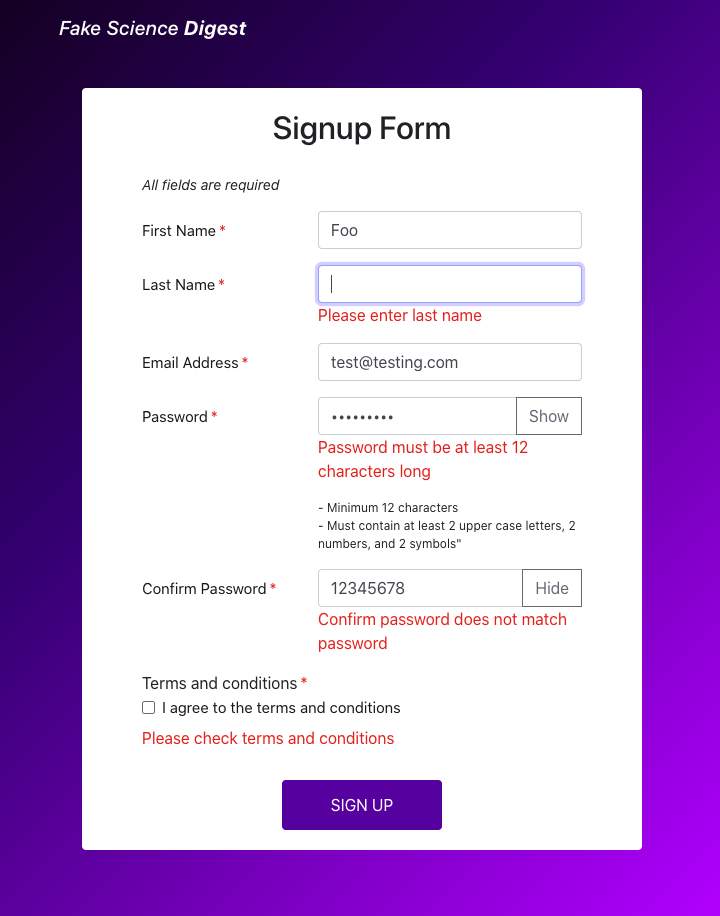 Fake Science Digest
Signup Form
All fields are required
First Name *
Foo
Last Name *
Please enter last name
Email Address *
test@testing.com
Password *
•••••••••
Show
Password must be at least 12
characters long
- Minimum 12 characters
- Must contain at least 2 upper case letters, 2
numbers, and 2 symbols"
Confirm Password *
12345678
Hide
Confirm password does not match
password
Terms and conditions *
I agree to the terms and conditions
Please check terms and conditions
SIGN UP